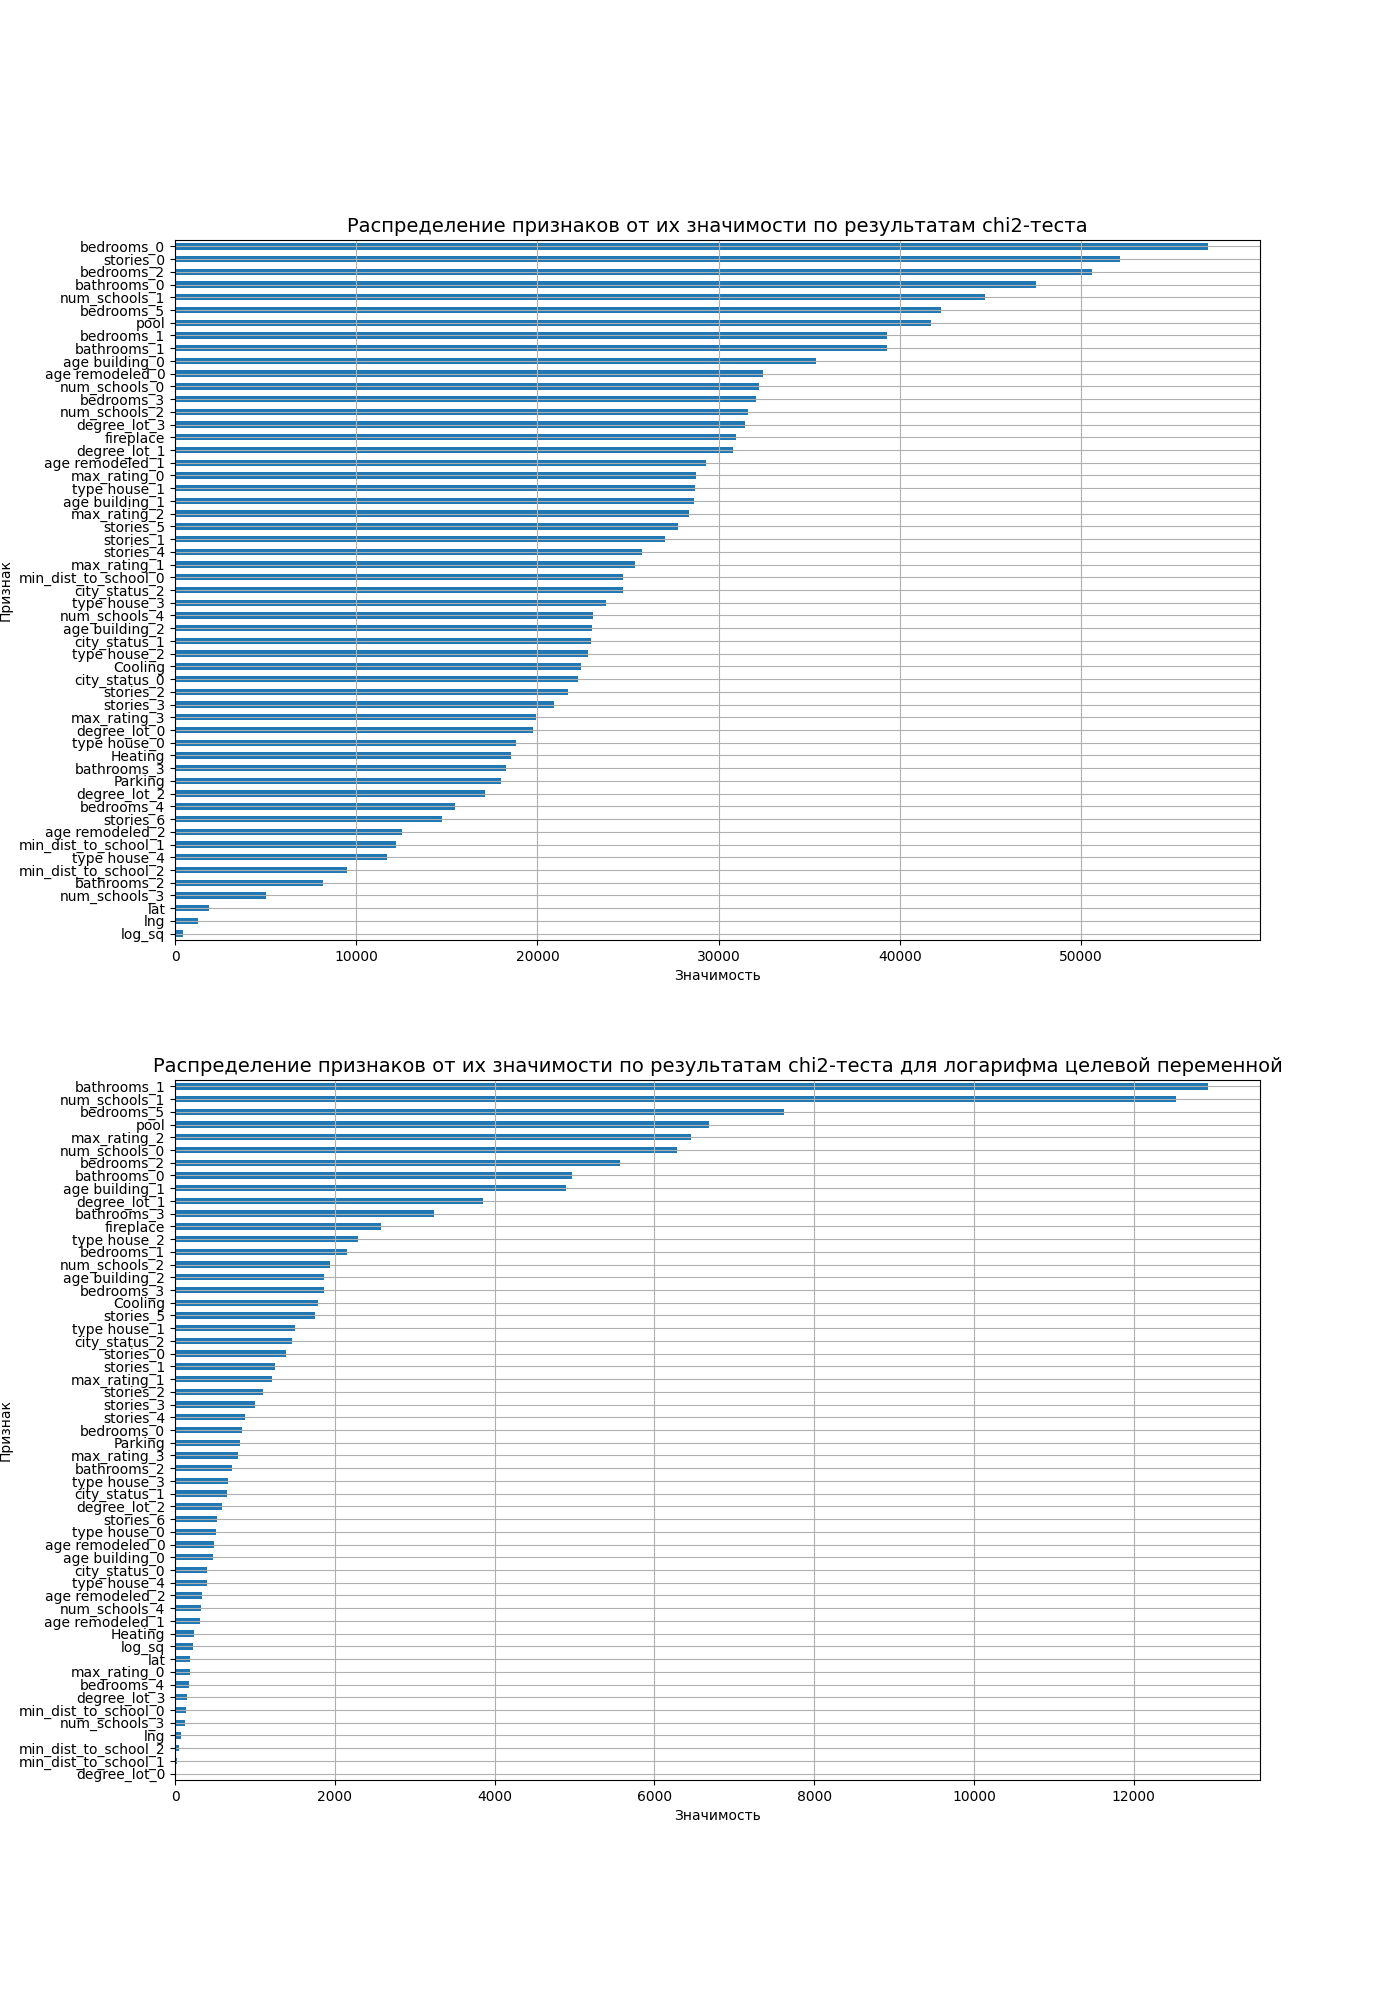 Распределение признаков от их значимости по результатам chi2-теста
bedrooms_0
stories_0
bedrooms_2
bathrooms_0
num_schools_1
bedrooms_5
pool
bedrooms_1
bathrooms_1
age building_0
age remodeled_0
num_schools_0
bedrooms_3
num_schools_2
degree_lot_3
fireplace
degree_lot_1
age remodeled_1
max_rating_0
type house_1
age building_1
max_rating_2
stories_5
stories_1
stories_4
max_rating_1
min_dist_to_school_0
city_status_2
type house_3
num_schools_4
age building_2
city_status_1
type house_2
Cooling
city_status_0
stories_2
stories_3
max_rating_3
degree_lot_0
type house_0
Heating
bathrooms_3
Parking
degree_lot_2
bedrooms_4
stories_6
age remodeled_2
min_dist_to_school_1
type house_4
min_dist_to_school_2
bathrooms_2
num_schools_3
lat
lng
log_sq
Признак
0 10000 20000 30000 40000 50000
Значимость
Распределение признаков от их значимости по результатам chi2-теста для логарифма целевой переменной
bathrooms_1
num_schools_1
bedrooms_5
pool
max_rating_2
num_schools_0
bedrooms_2
bathrooms_0
age building_1
degree_lot_1
bathrooms_3
fireplace
type house_2
bedrooms_1
num_schools_2
age building_2
bedrooms_3
Cooling
stories_5
type house_1
city_status_2
stories_0
stories_1
max_rating_1
stories_2
stories_3
stories_4
bedrooms_0
Parking
max_rating_3
bathrooms_2
type house_3
city_status_1
degree_lot_2
stories_6
type house_0
age remodeled_0
age building_0
city_status_0
type house_4
age remodeled_2
num_schools_4
age remodeled_1
Heating
log_sq
lat
max_rating_0
bedrooms_4
degree_lot_3
min_dist_to_school_0
num_schools_3
lng
min_dist_to_school_2
min_dist_to_school_1
degree_lot_0
Признак
0 2000 4000 6000 8000 10000 12000
Значимость